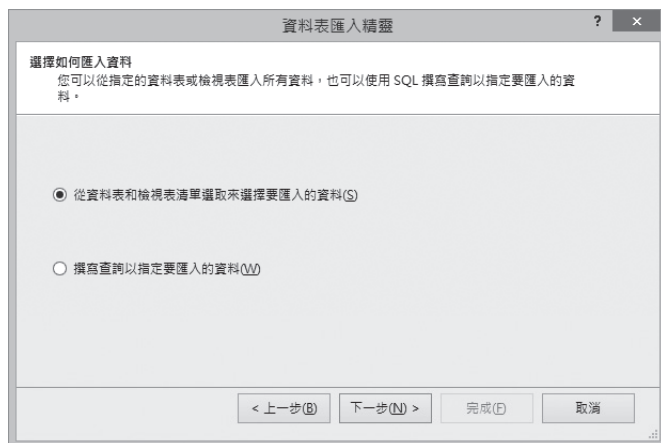 資料表匯入精靈
? ×
選擇如何匯入資料
您可以從指定的資料表或檢視表匯入所有資料，也可以使用 SQL 撰寫查詢以指定要匯入的資
料。
從資料表和檢視表清單選取來選擇要匯入的資料(S)
撰寫查詢以指定要匯入的資料(W)
< 上一步(B) 下一步(N) > 完成(F) 取消